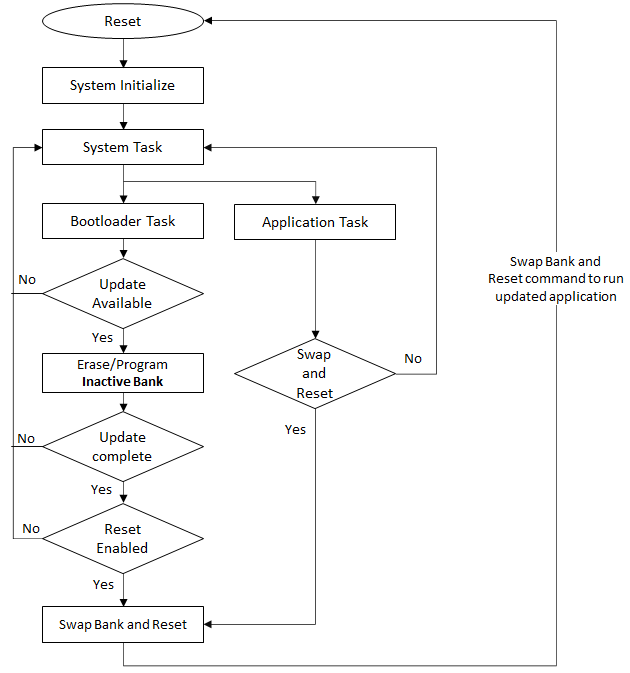 Reset
System Initialize
System Task
Bootloader Task
Application Task
Swap Bank and
Reset command to run
updated application
No
Update
Available
Yes
Erase/Program
Inactive Bank
Swap
and
Reset
No
Yes
No
Update
complete
Yes
No
Reset
Enabled
Yes
Swap Bank and Reset